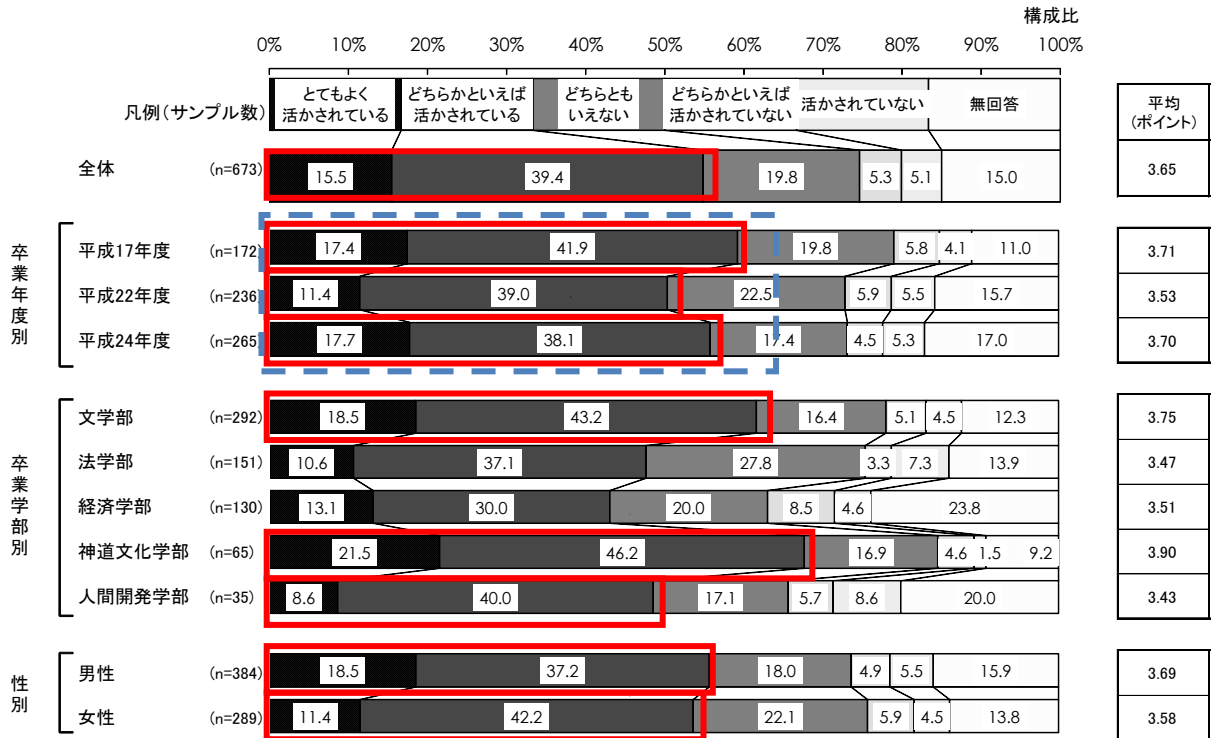 構成比
0% 10% 20% 30% 40% 50% 60% 70% 80% 90% 100%
凡例(サンプル数)
とてもよく
活かされている
どちらかといえば
活かされている
どちらとも
いえない
どちらかといえば
活かされていない
活かされていない
無回答
平均
(ポイント)
全体 (n=673) 15.5 39.4 19.8 5.3 5.1 15.0 3.65
卒業年度別
平成17年度 (n=172) 17.4 41.9 19.8 5.8 4.1 11.0 3.71
平成22年度 (n=236) 11.4 39.0 22.5 5.9 5.5 15.7 3.53
平成24年度 (n=265) 17.7 38.1 17.4 4.5 5.3 17.0 3.70
卒業学部別
文学部 (n=292) 18.5 43.2 16.4 5.1 4.5 12.3 3.75
法学部 (n=151) 10.6 37.1 27.8 3.3 7.3 13.9 3.47
経済学部 (n=130) 13.1 30.0 20.0 8.5 4.6 23.8 3.51
神道文化学部 (n=65) 21.5 46.2 16.9 4.6 1.5 9.2 3.90
人間開発学部 (n=35) 8.6 40.0 17.1 5.7 8.6 20.0 3.43
性別
男性 (n=384) 18.5 37.2 18.0 4.9 5.5 15.9 3.69
女性 (n=289) 11.4 42.2 22.1 5.9 4.5 13.8 3.58